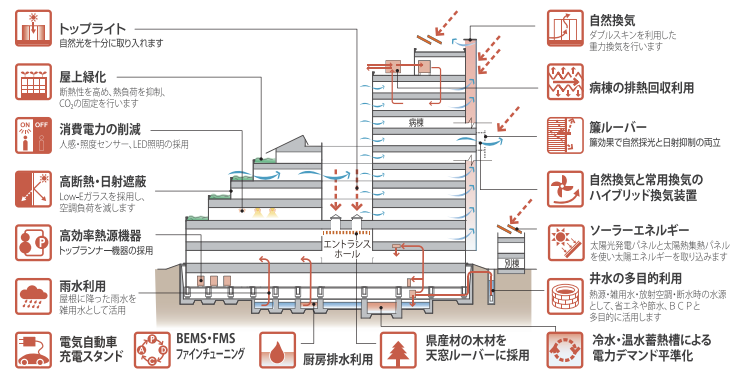 トップライト
自然光を十分に取り入れます
屋上緑化
断熱性を高め、熱負荷を抑制、
CO₂の固定を行います
ON OFF
消費電力の削減
人感・照度センサー、LED照明の採用
高断熱・日射遮蔽
Low-Eガラスを採用し、
空調負荷を減します
P
高効率熱源機器
トップランナー機器の採用
雨水利用
屋根に降った雨水を
雑用水として活用
電気自動車
充電スタンド
P
A
D
C
BEMS・FMS
ファインチューニング
厨房排水利用
県産材の木材を
天窓ルーバーに採用
病棟
エントランス
ホール
別棟
自然換気
ダブルスキンを利用した
重力換気を行います
病棟の排熱回収利用
簾ルーバー
簾効果で自然採光と日射抑制の両立
自然換気と常用換気の
ハイブリッド換気装置
ソーラーエネルギー
太陽光発電パネルと太陽熱集熱パネル
を使い太陽エネルギーを取り込みます
井水の多目的利用
熱源・雑用水・放射空調・断水時の水源
として、省エネや節水、ＢＣＰと
多目的に活用します
冷水・温水蓄熱槽による
電力デマンド平準化